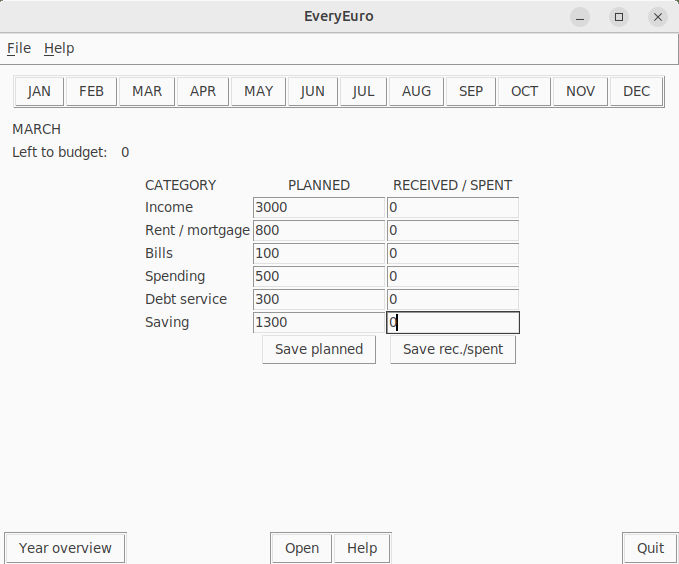 EveryEuro
File Help
JAN FEB MAR APR MAY JUN JUL AUG SEP OCT NOV DEC
MARCH
Left to budget: 0
CATEGORY PLANNED RECEIVED / SPENT
Income 3000 0
Rent / mortgage 800 0
Bills 100 0
Spending 500 0
Debt service 300 0
Saving 1300 0
Save planned Save rec./spent
Year overview Open Help Quit